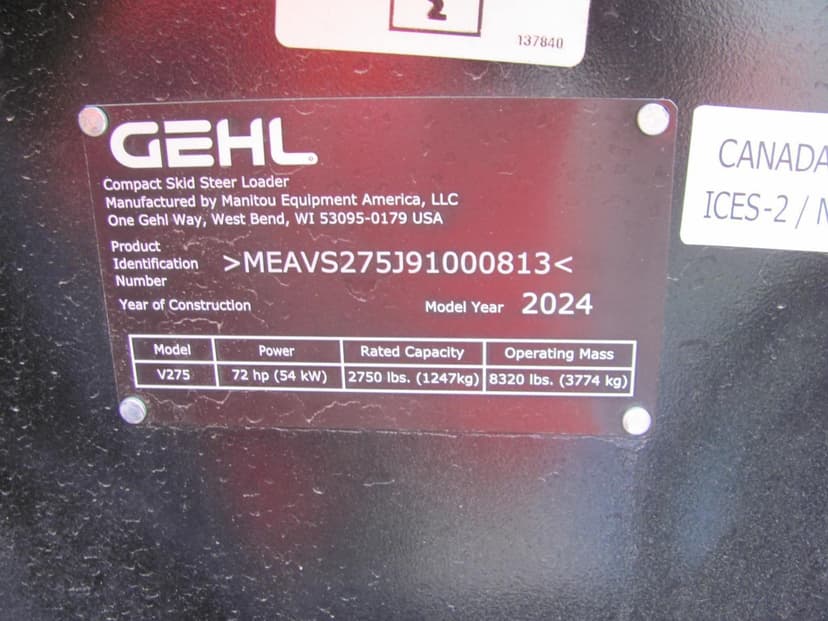 2
137840
GEHL
Compact Skid Steer Loader
Manufactured by Manitou Equipment America, LLC
One Gehl Way, West Bend, WI 53095-0179 USA
Product
Identification
Number
>MEAVS275J91000813<
Year of Construction
Model Year 2024
Model Power Rated Capacity Operating Mass
V275 72 hp (54 kW) 2750 lbs. (1247kg) 8320 lbs. (3774 kg)
CANADA
ICES-2 /